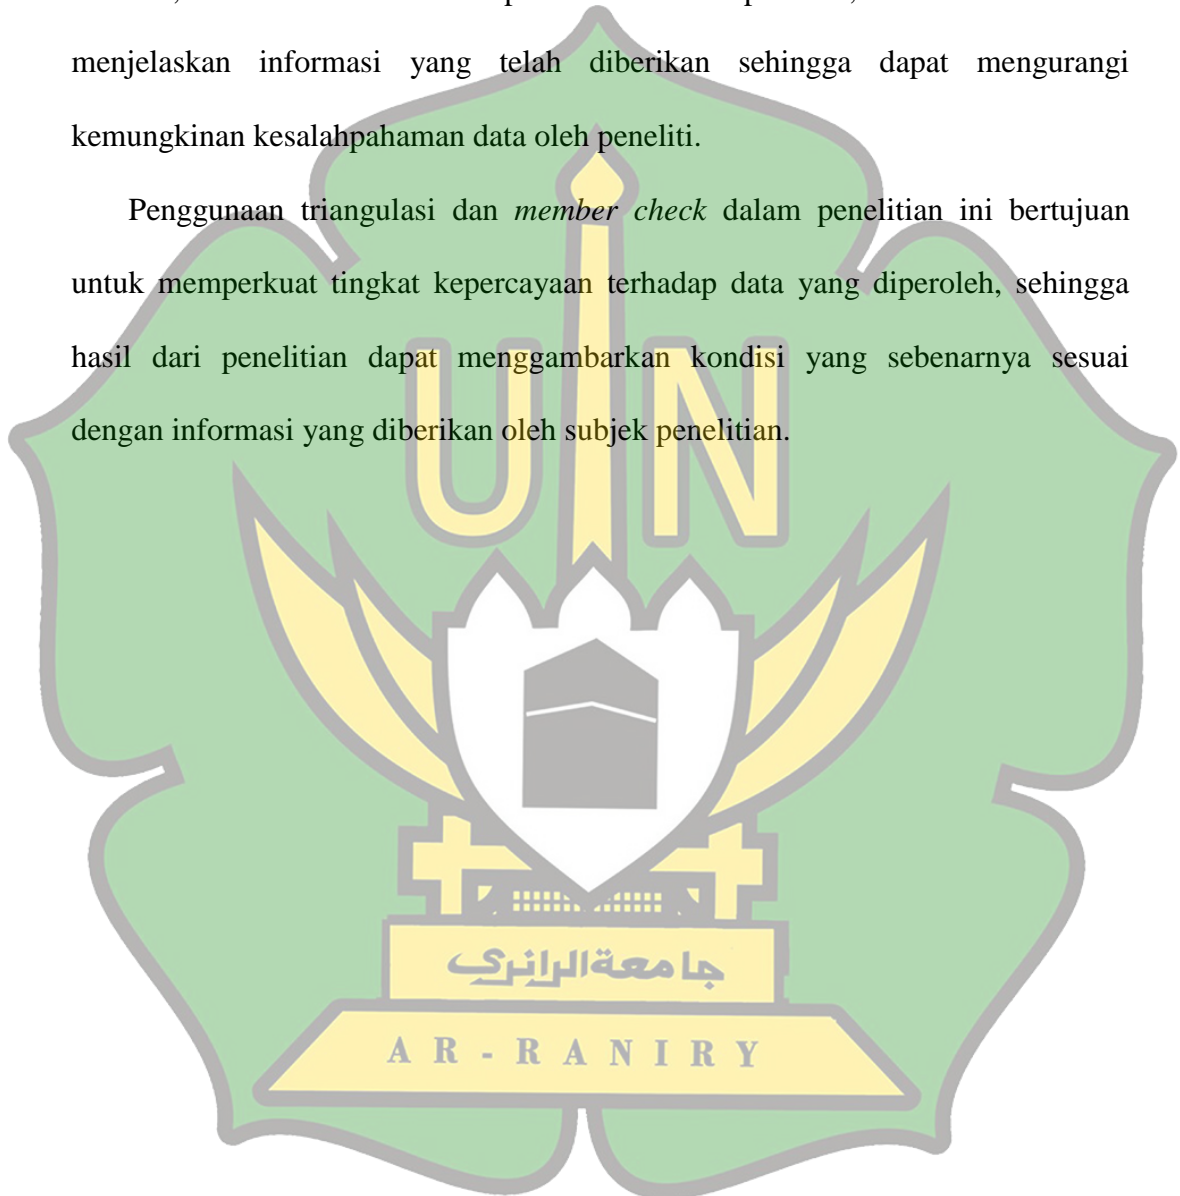 menjelaskan informasi yang telah diberikan sehingga dapat mengurangi
kemungkinan kesalahpahaman data oleh peneliti.
Penggunaan triangulasi dan member check dalam penelitian ini bertujuan
untuk memperkuat tingkat kepercayaan terhadap data yang diperoleh, sehingga
hasil dari penelitian dapat menggambarkan kondisi yang sebenarnya sesuai
dengan informasi yang diberikan oleh subjek penelitian.
UIN
جامعةالرانري
AR-RANIRY